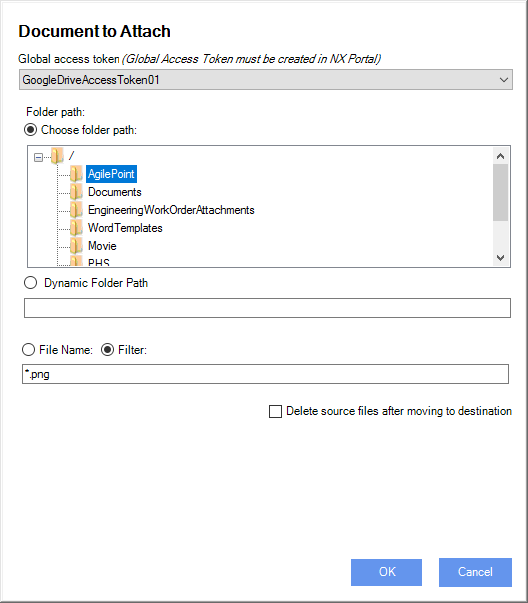 Document to Attach
Global access token (Global Access Token must be created in NX Portal)
GoogleDriveAccessToken01
Folder path:
Choose folder path:
/
AgilePoint
Documents
EngineeringWorkOrderAttachments
WordTemplates
Movie
PHS
Dynamic Folder Path
File Name: Filter:
*.png
Delete source files after moving to destination
OK Cancel